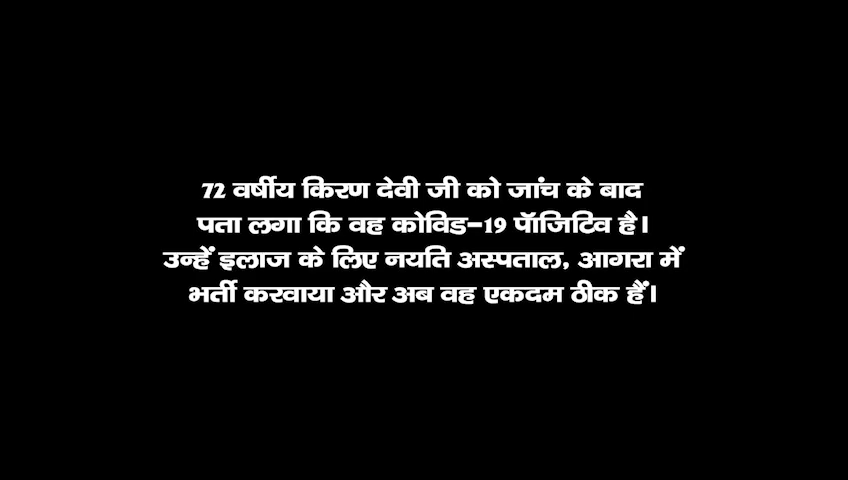 72 वर्षीय किरण देवी जी को जांच के बाद
पता लगा कि वह कोविड-19 पॅाजिटिव है।
उन्हें इलाज के लिए नयति अस्पताल, आगरा में
भर्ती करवाया और अब वह एकदम ठीक हैं।